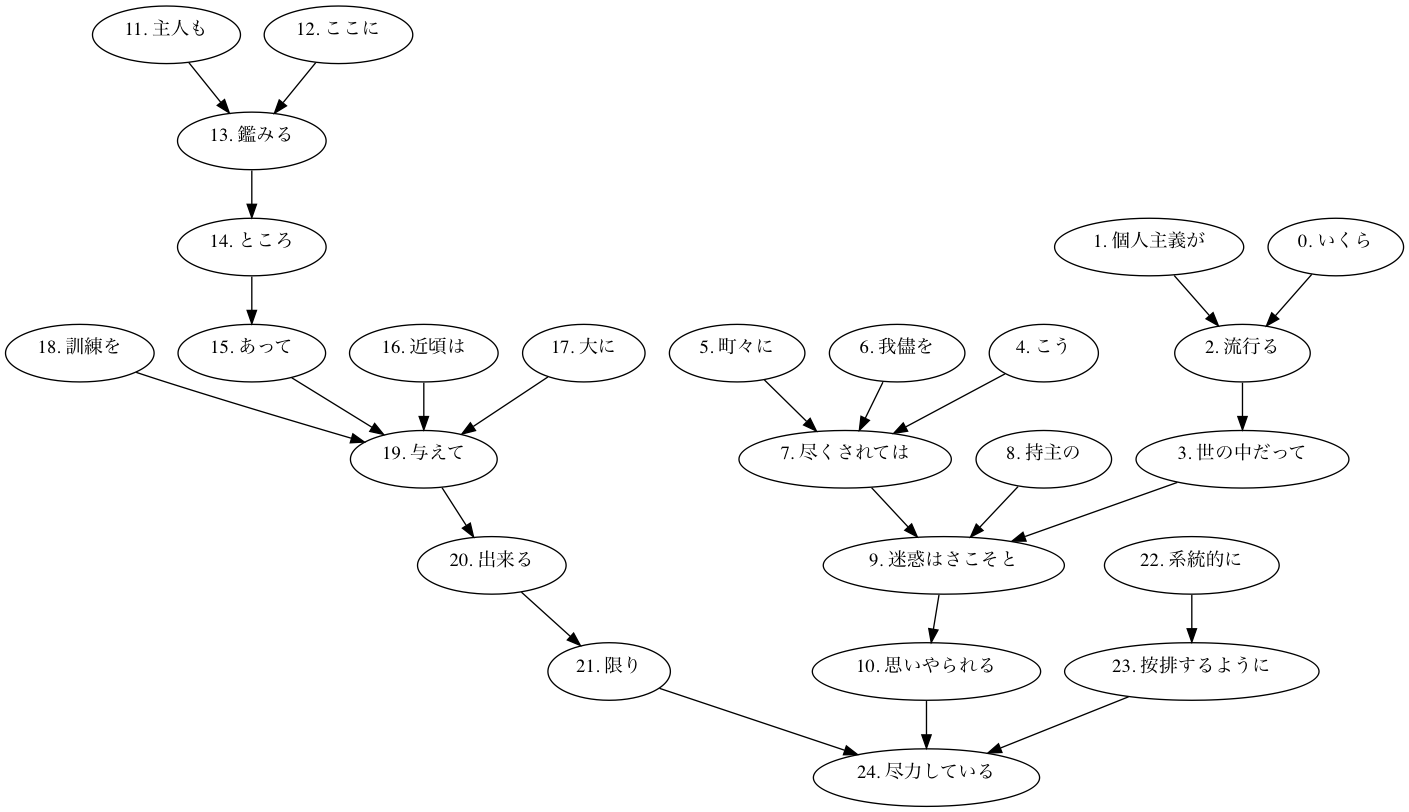 11. 主人も
12. ここに
13. 鑑みる
14. ところ
1. 個人主義が
0. いくら
18. 訓練を
15. あって
16. 近頃は
17. 大に
5. 町々に
6. 我儘を
4. こう
2. 流行る
19. 与えて
7. 尽くされては
8. 持主の
3. 世の中だって
20. 出来る
9. 迷惑はさこそと
22. 系統的に
21. 限り
10. 思いやられる
23. 按排するように
24. 尽力している